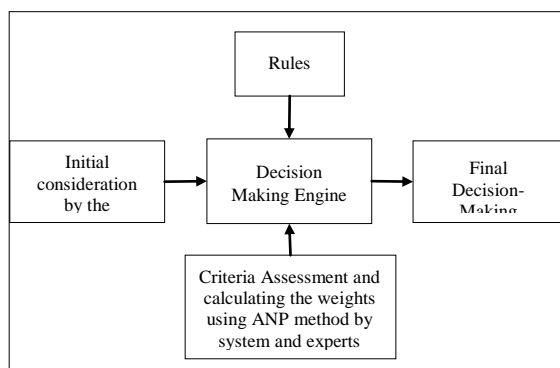 Rules
Initial
consideration
by the
Decision
Making Engine
Final
Decision-
Making
Criteria Assessment and
calculating the weights
using ANP method by
system and experts